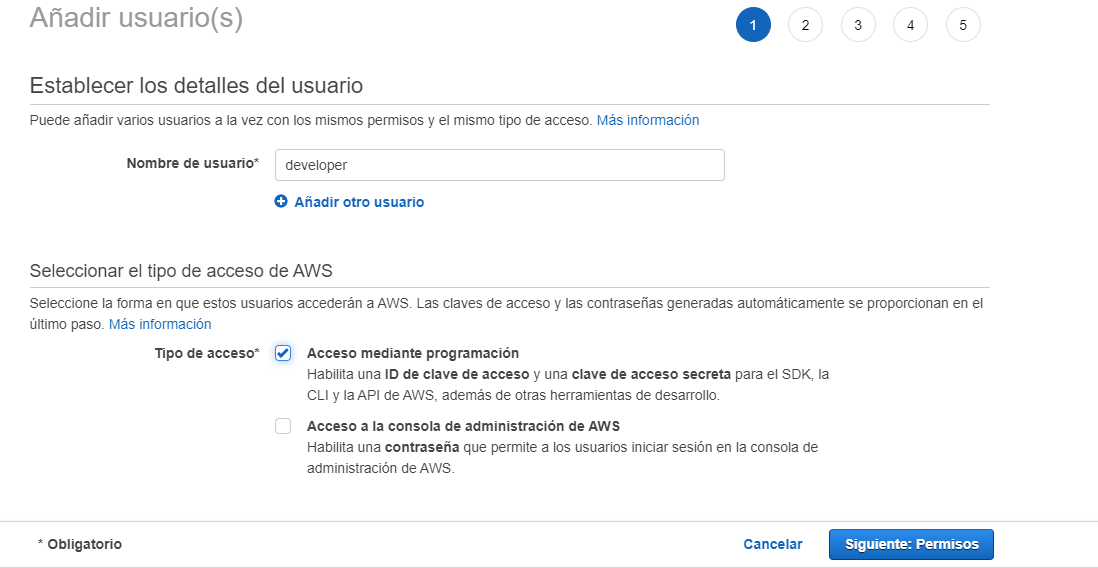 Añadir usuario(s)
1 2 3 4 5
Establecer los detalles del usuario
Puede añadir varios usuarios a la vez con los mismos permisos y el mismo tipo de acceso. Más información
Nombre de usuario* developer
Añadir otro usuario
Seleccionar el tipo de acceso de AWS
Seleccione la forma en que estos usuarios accederán a AWS. Las claves de acceso y las contraseñas generadas automáticamente se proporcionan en el
último paso. Más información
Tipo de acceso* Acceso mediante programación
Habilita una ID de clave de acceso y una clave de acceso secreta para el SDK, la
CLI y la API de AWS, además de otras herramientas de desarrollo.
Acceso a la consola de administración de AWS
Habilita una contraseña que permite a los usuarios iniciar sesión en la consola de
administración de AWS.
* Obligatorio Cancelar Siguiente: Permisos